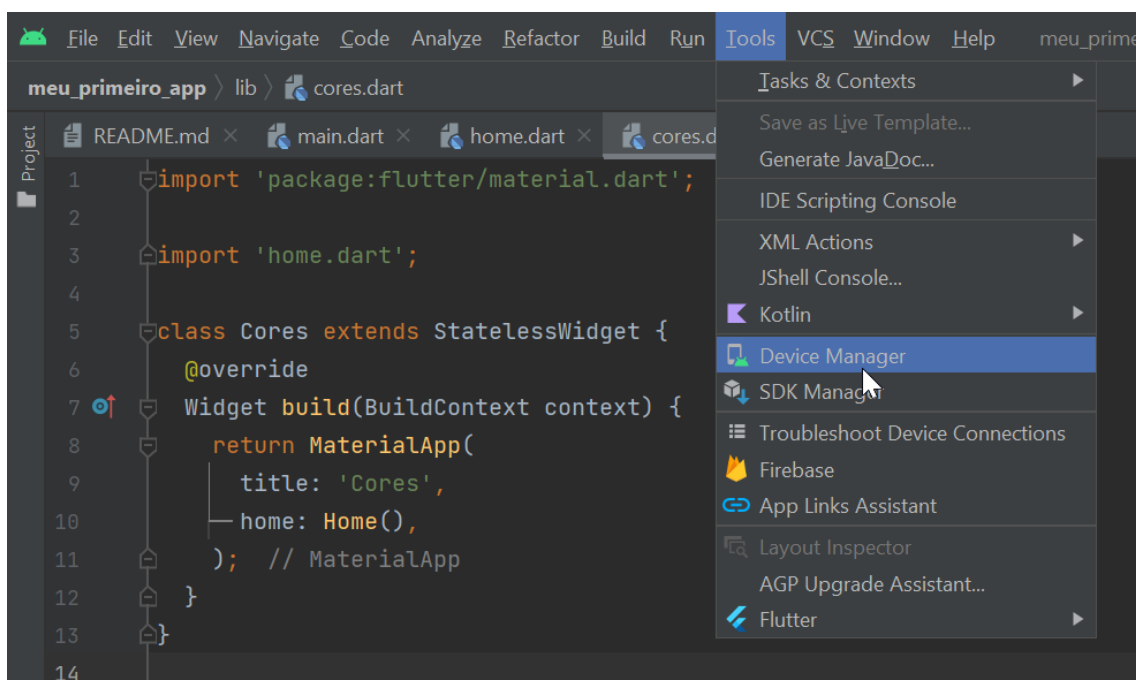 File Edit View Navigate Code Analyze Refactor Build Run Tools VCS Window Help meu_prime
meu_primeiro_app lib cores.dart
Project
README.md main.dart home.dart cores.d
1 import 'package:flutter/material.dart';
2
3 import 'home.dart';
4
5 class Cores extends StatelessWidget {
6 @override
7 Widget build(BuildContext context) {
8 return MaterialApp(
9 title: 'Cores',
10 home: Home(),
11 ); // MaterialApp
12 }
13 }
14
Tasks & Contexts
Save as Live Template...
Generate JavaDoc...
IDE Scripting Console
XML Actions
JShell Console...
Kotlin
Device Manager
SDK Manager
Troubleshoot Device Connections
Firebase
App Links Assistant
Layout Inspector
AGP Upgrade Assistant...
Flutter